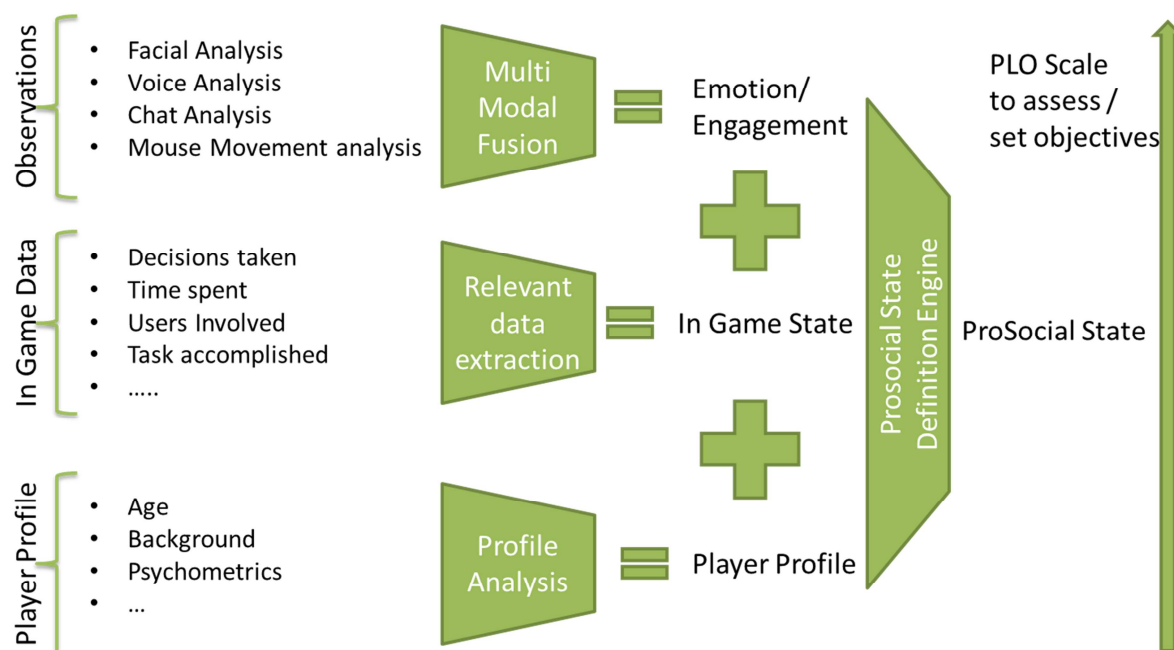 Observations
• Facial Analysis
• Voice Analysis
• Chat Analysis
• Mouse Movement analysis
Multi
Modal
Fusion
Emotion/
Engagement
PLO Scale
to assess /
set objectives
In Game Data
• Decisions taken
• Time spent
• Users Involved
• Task accomplished
• .....
Relevant
data
extraction
In Game State
Prosocial State
Definition Engine
ProSocial State
Player Profile
• Age
• Background
• Psychometrics
• ...
Profile
Analysis
Player Profile